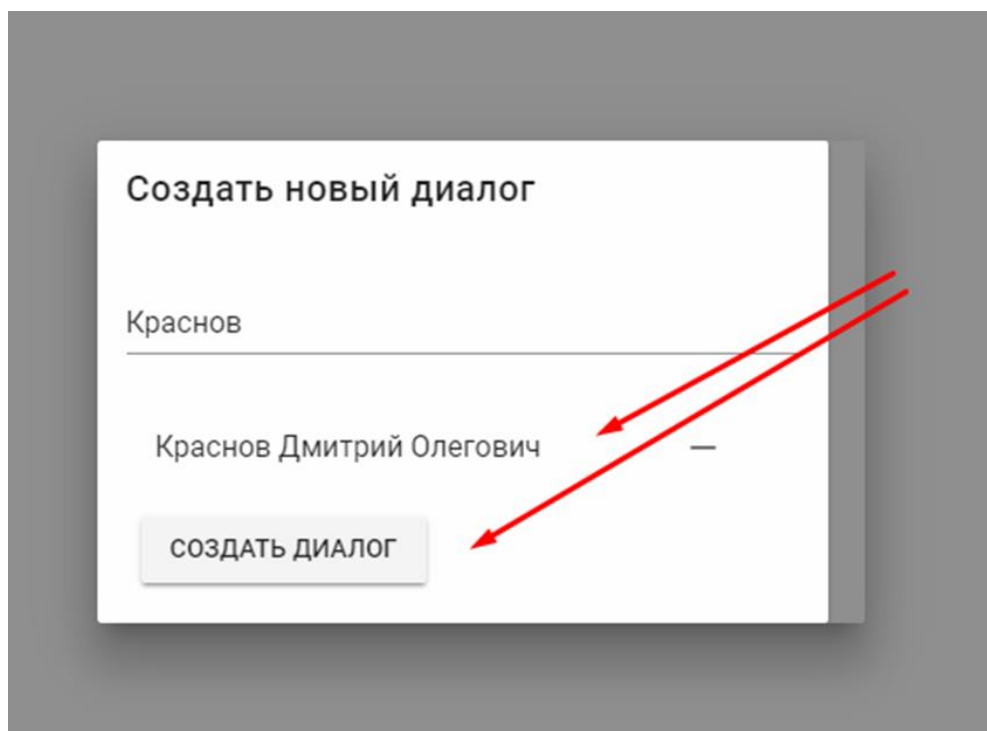 Создать новый диалог
Краснов
Краснов Дмитрий Олегович
СОЗДАТЬ ДИАЛОГ